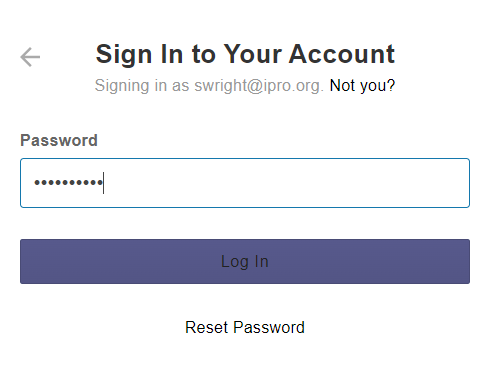 Sign In to Your Account
Signing in as swright@ipro.org. Not you?
Password
••••••••••
Log In
Reset Password